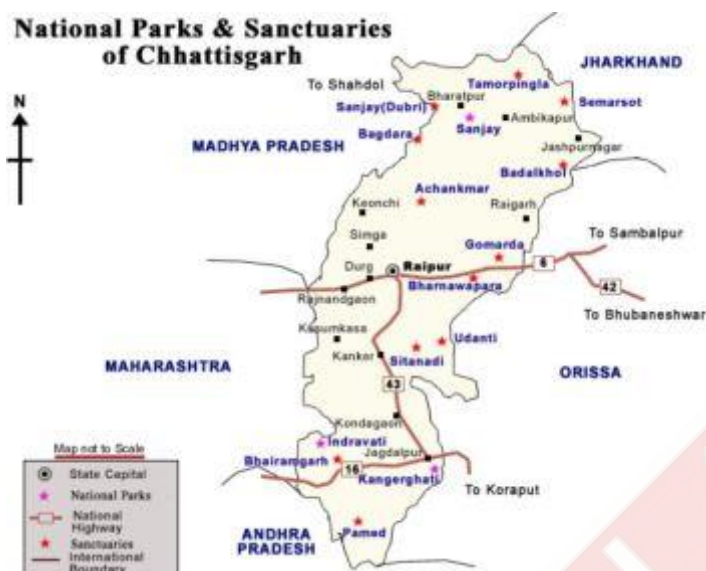 National Parks & Sanctuaries
of Chhattisgarh
JHARKHAND
To Shahdol
Tamorpingla
Bharatpur
Sanjay(Dubri)
Semarsot
N
Sanjay
Ambikapur
MADHYA PRADESH
Bagdara
Jashpurnagar
Badalkhol
Achankmar
Keonchi
Raigarh
To Sambalpur
Simga
Gomarda
Durg
Raipur
6
Bharnawapara
42
Rajnandgaon
To Bhubaneshwar
Kusumkasa
Udanti
MAHARASHTRA
Kanker
Sitanadi
ORISSA
43
Kondagaon
Map not to Scale
Indravati
Jagdalpur
State Capital
Bhairamgarh
16
Kangerghati
To Koraput
National Parks
National
Highway
ANDHRA
PRADESH
Pamed
Sanctuaries
International
Boundary